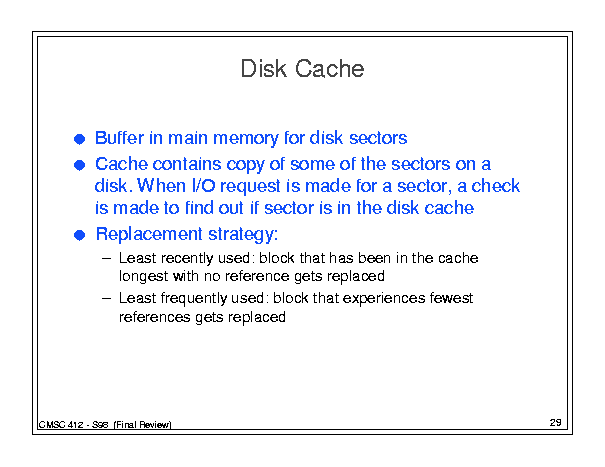 Disk Cache
Buffer in main memory for disk sectors
Cache contains copy of some of the sectors on a
disk. When I/O request is made for a sector, a check
is made to find out if sector is in the disk cache
Replacement strategy:
– Least recently used: block that has been in the cache
longest with no reference gets replaced
– Least frequently used: block that experiences fewest
references gets replaced
CMSC 412 - S98 (Final Review)
29